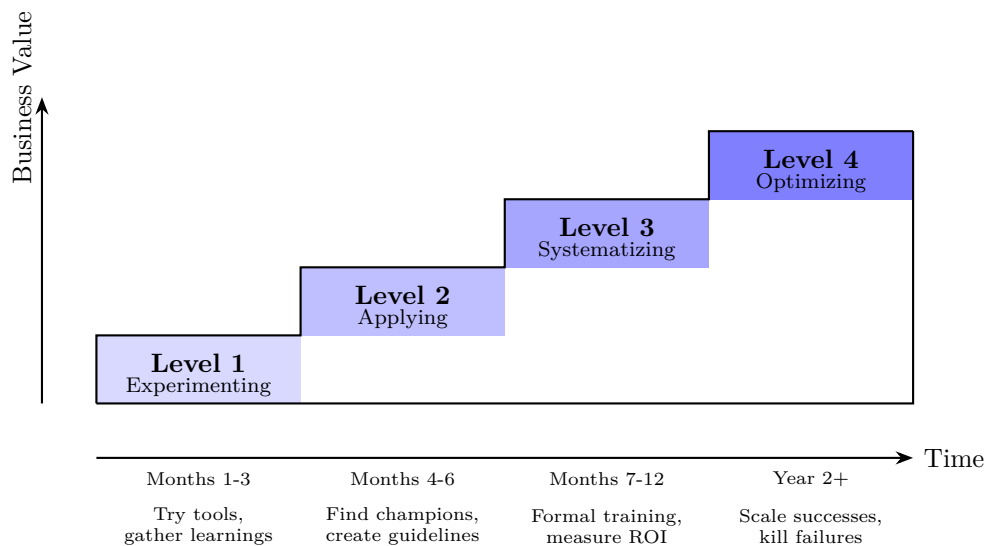 Business Value
Level 4
Optimizing
Level 3
Systematizing
Level 2
Applying
Level 1
Experimenting
Time
Months 1-3
Months 4-6
Months 7-12
Year 2+
Try tools,
gather learnings
Find champions,
create guidelines
Formal training,
measure ROI
Scale successes,
kill failures